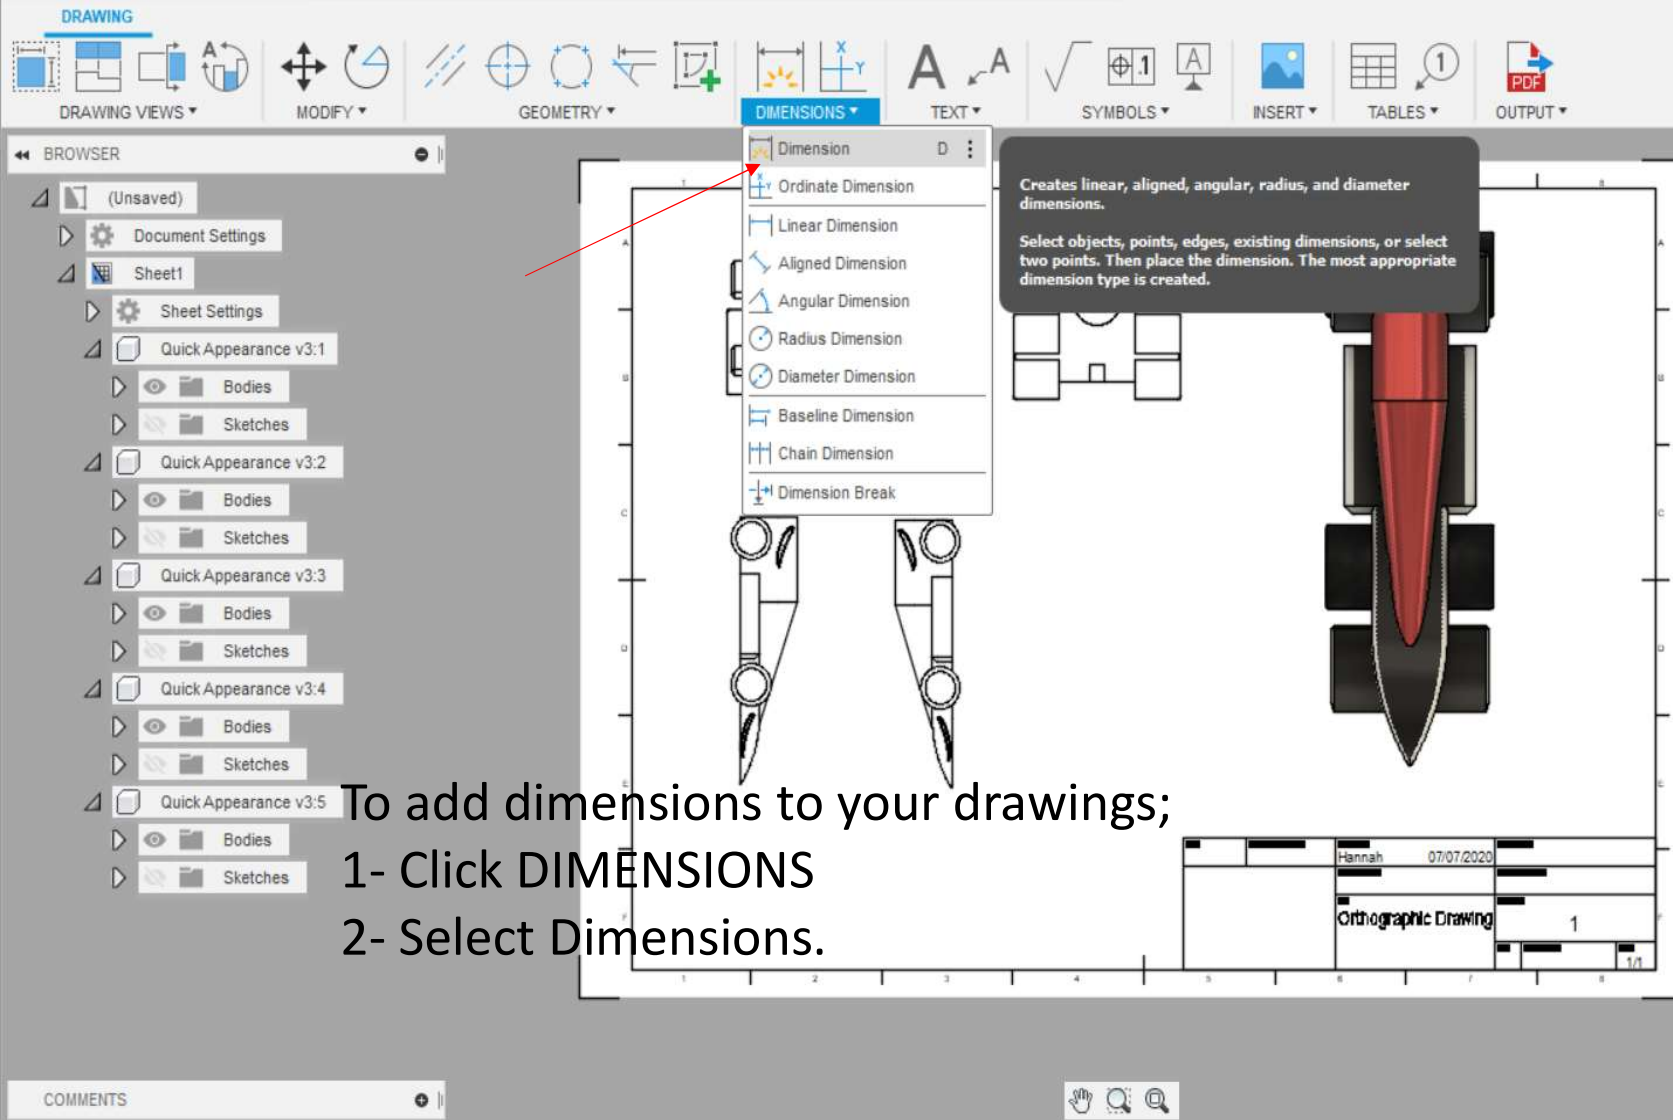 DRAWING
DRAWING VIEWS
MODIFY
GEOMETRY
DIMENSIONS
TEXT
SYMBOLS
INSERT
TABLES
OUTPUT
BROWSER
(Unsaved)
Document Settings
Sheet1
Sheet Settings
Quick Appearance v3:1
Bodies
Sketches
Quick Appearance v3:2
Bodies
Sketches
Quick Appearance v3:3
Bodies
Sketches
Quick Appearance v3:4
Bodies
Sketches
Quick Appearance v3:5
Bodies
Sketches
Dimension D
Ordinate Dimension
Linear Dimension
Aligned Dimension
Angular Dimension
Radius Dimension
Diameter Dimension
Baseline Dimension
Chain Dimension
Dimension Break
Creates linear, aligned, angular, radius, and diameter
dimensions.
Select objects, points, edges, existing dimensions, or select
two points. Then place the dimension. The most appropriate
dimension type is created.
To add dimensions to your drawings;
1- Click DIMENSIONS
2- Select Dimensions.
Hannah 07/07/2020
Orthographic Drawing
1
1/1
COMMENTS